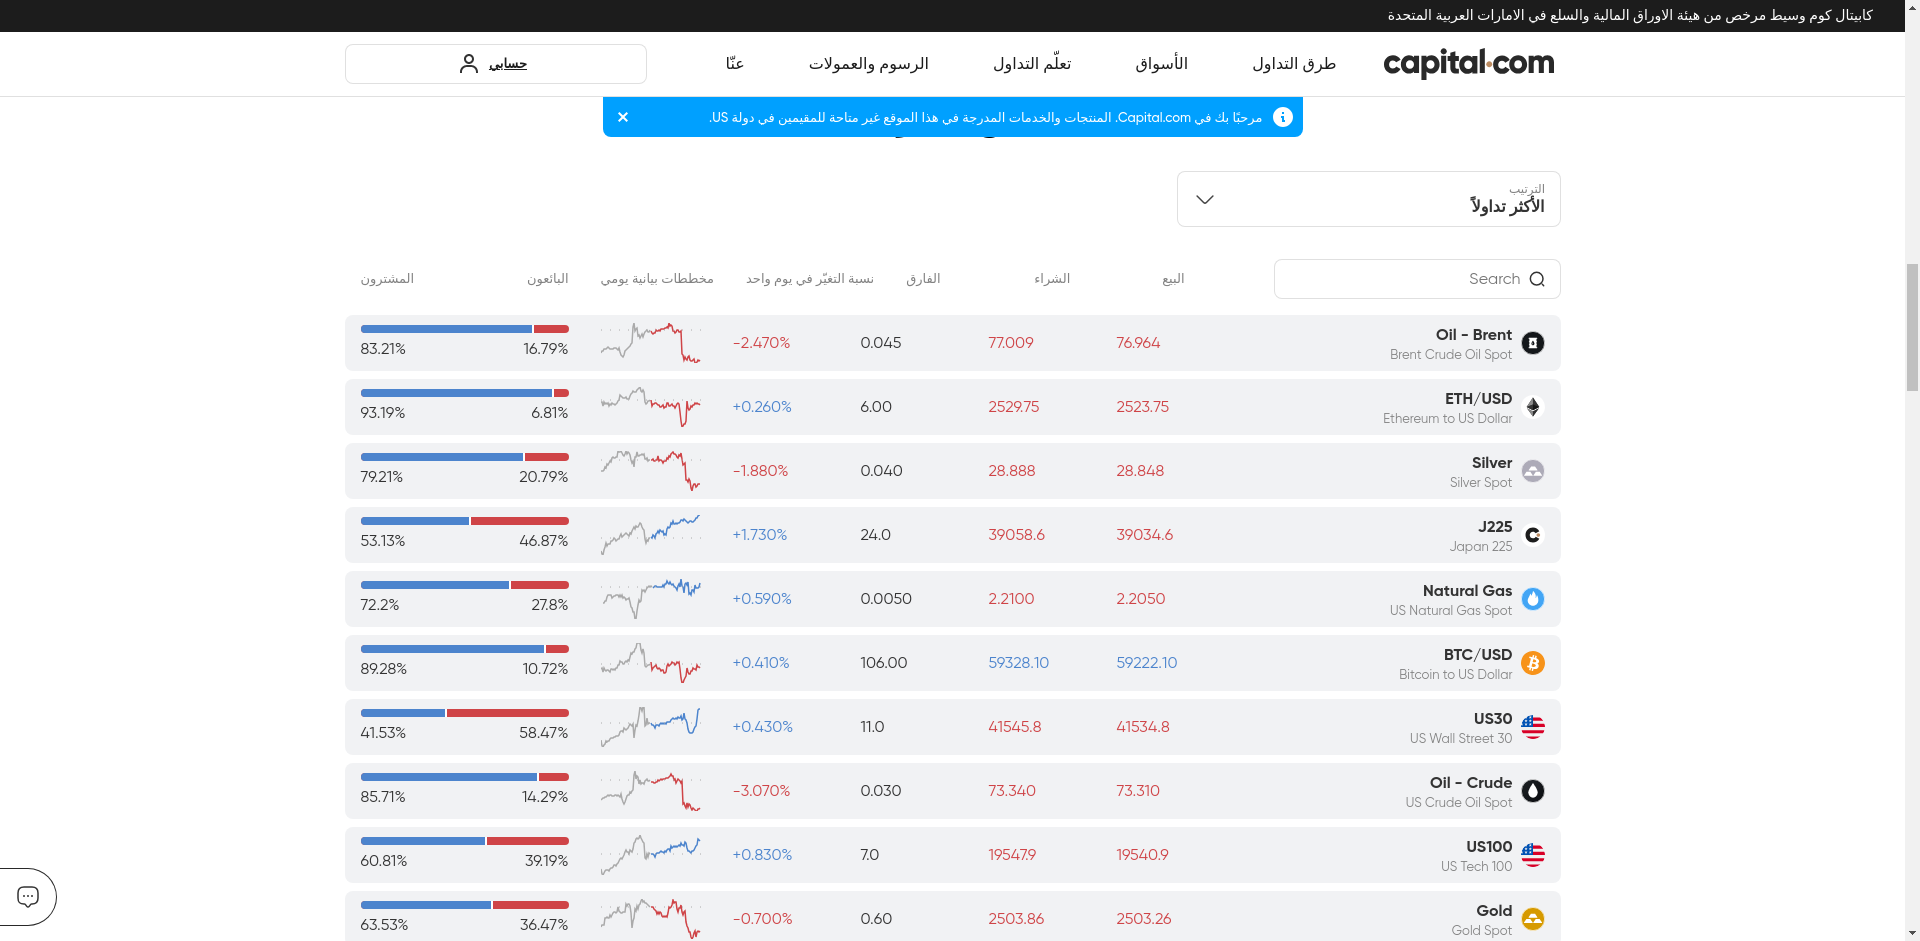 كابيتال كوم وسيط مرخص من هيئة الاوراق المالية والسلع في الامارات العربية المتحدة
capital.com
طرق التداول
الأسواق
تعلّم التداول
الرسوم والعمولات
عنّا
حسابي
مرحبًا بك في Capital.com. المنتجات والخدمات المدرجة في هذا الموقع غير متاحة للمقيمين في دولة US.
الترتيب
الأكثر تداولاً
Search
البيع
الشراء
الفارق
نسبة التغيّر في يوم واحد
مخططات بيانية يومي
البائعون
المشترون
Oil - Brent
Brent Crude Oil Spot
76.964
77.009
0.045
-2.470%
16.79%
83.21%
ETH/USD
Ethereum to US Dollar
2523.75
2529.75
6.00
+0.260%
6.81%
93.19%
Silver
Silver Spot
28.848
28.888
0.040
-1.880%
20.79%
79.21%
J225
Japan 225
39034.6
39058.6
24.0
+1.730%
46.87%
53.13%
Natural Gas
US Natural Gas Spot
2.2050
2.2100
0.0050
+0.590%
27.8%
72.2%
BTC/USD
Bitcoin to US Dollar
59222.10
59328.10
106.00
+0.410%
10.72%
89.28%
US30
US Wall Street 30
41534.8
41545.8
11.0
+0.430%
58.47%
41.53%
Oil - Crude
US Crude Oil Spot
73.310
73.340
0.030
-3.070%
14.29%
85.71%
US100
US Tech 100
19540.9
19547.9
7.0
+0.830%
39.19%
60.81%
Gold
Gold Spot
2503.26
2503.86
0.60
-0.700%
36.47%
63.53%